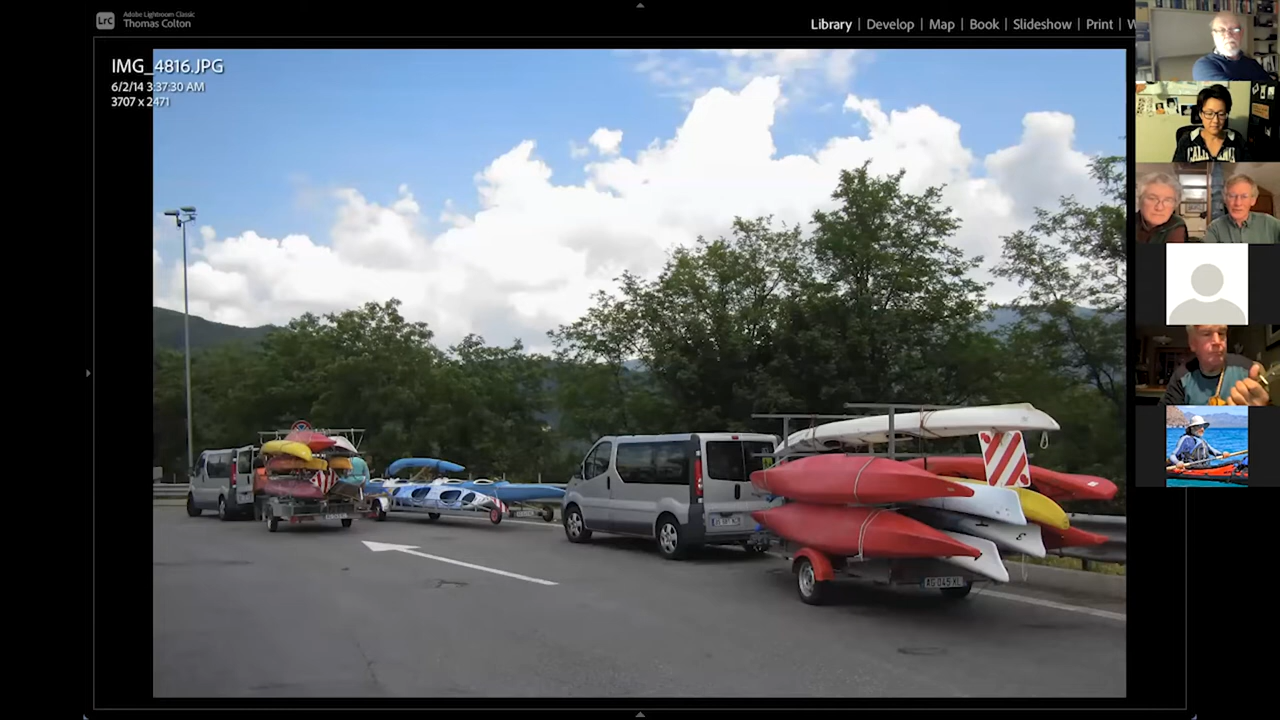 LrC
Adobe Lightroom Classic
Thomas Colton
Library | Develop | Map | Book | Slideshow | Print | W
IMG_4816.JPG
6/2/14 3:37:30 AM
3707 x 2471